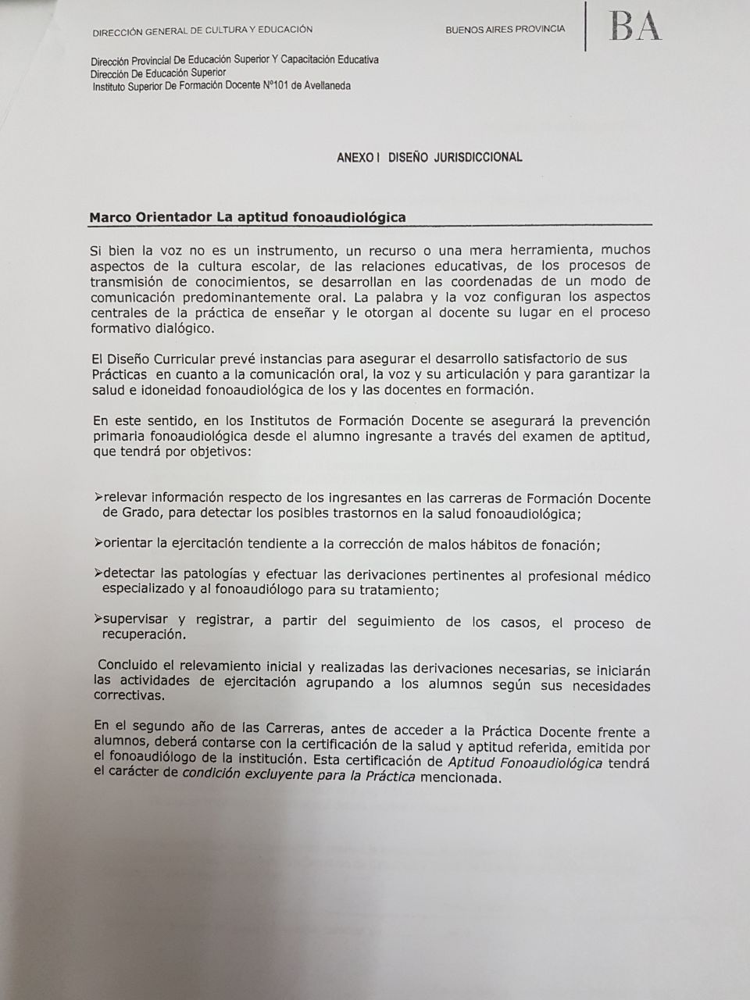 DIRECCIÓN GENERAL DE CULTURA Y EDUCACIÓN
BUENOS AIRES PROVINCIA
BA
Dirección Provincial De Educación Superior Y Capacitación Educativa
Dirección De Educación Superior
Instituto Superior De Formación Docente Nº101 de Avellaneda
ANEXO I DISEÑO JURISDICCIONAL
Marco Orientador La aptitud fonoaudiológica
Si bien la voz no es un instrumento, un recurso o una mera herramienta, muchos
aspectos de la cultura escolar, de las relaciones educativas, de los procesos de
transmisión de conocimientos, se desarrollan en las coordenadas de un modo de
comunicación predominantemente oral. La palabra y la voz configuran los aspectos
centrales de la práctica de enseñar y le otorgan al docente su lugar en el proceso
formativo dialógico.
El Diseño Curricular prevé instancias para asegurar el desarrollo satisfactorio de sus
Prácticas en cuanto a la comunicación oral, la voz y su articulación y para garantizar la
salud e idoneidad fonoaudiológica de los y las docentes en formación.
En este sentido, en los Institutos de Formación Docente se asegurará la prevención
primaria fonoaudiológica desde el alumno ingresante a través del examen de aptitud,
que tendrá por objetivos:
➢relevar información respecto de los ingresantes en las carreras de Formación Docente
de Grado, para detectar los posibles trastornos en la salud fonoaudiológica;
➢orientar la ejercitación tendiente a la corrección de malos hábitos de fonación;
➢detectar las patologías y efectuar las derivaciones pertinentes al profesional médico
especializado y al fonoaudiólogo para su tratamiento;
➢supervisar y registrar, a partir del seguimiento de los casos, el proceso de
recuperación.
Concluido el relevamiento inicial y realizadas las derivaciones necesarias, se iniciarán
las actividades de ejercitación agrupando a los alumnos según sus necesidades
correctivas.
En el segundo año de las Carreras, antes de acceder a la Práctica Docente frente a
alumnos, deberá contarse con la certificación de la salud y aptitud referida, emitida por
el fonoaudiólogo de la institución. Esta certificación de Aptitud Fonoaudiológica tendrá
el carácter de condición excluyente para la Práctica mencionada.